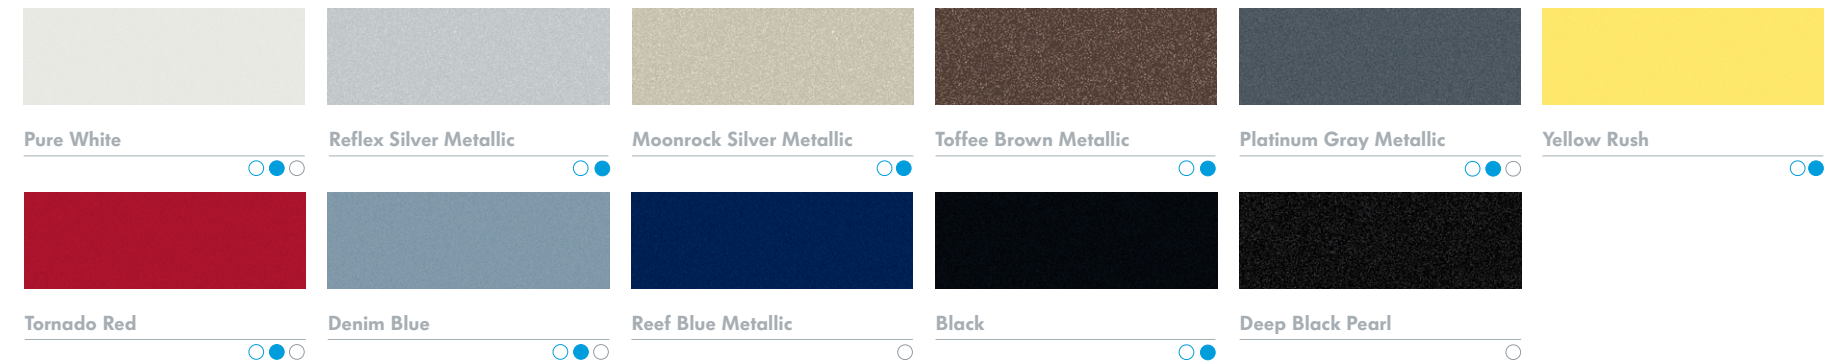 Pure White
Reflex Silver Metallic
Moonrock Silver Metallic
Toffee Brown Metallic
Platinum Gray Metallic
Yellow Rush
Tornado Red
Denim Blue
Reef Blue Metallic
Black
Deep Black Pearl